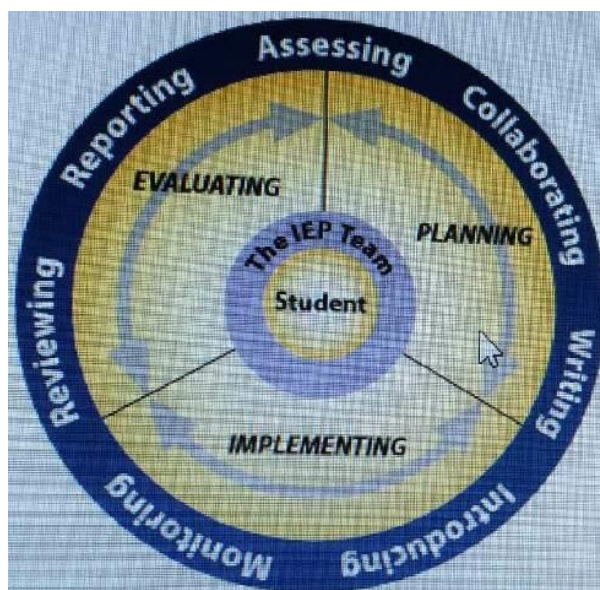 Assessing
Collaborating
Writing
Introducing
Monitoring
Reviewing
Reporting
EVALUATING
PLANNING
IMPLEMENTING
The IEP Team
Student